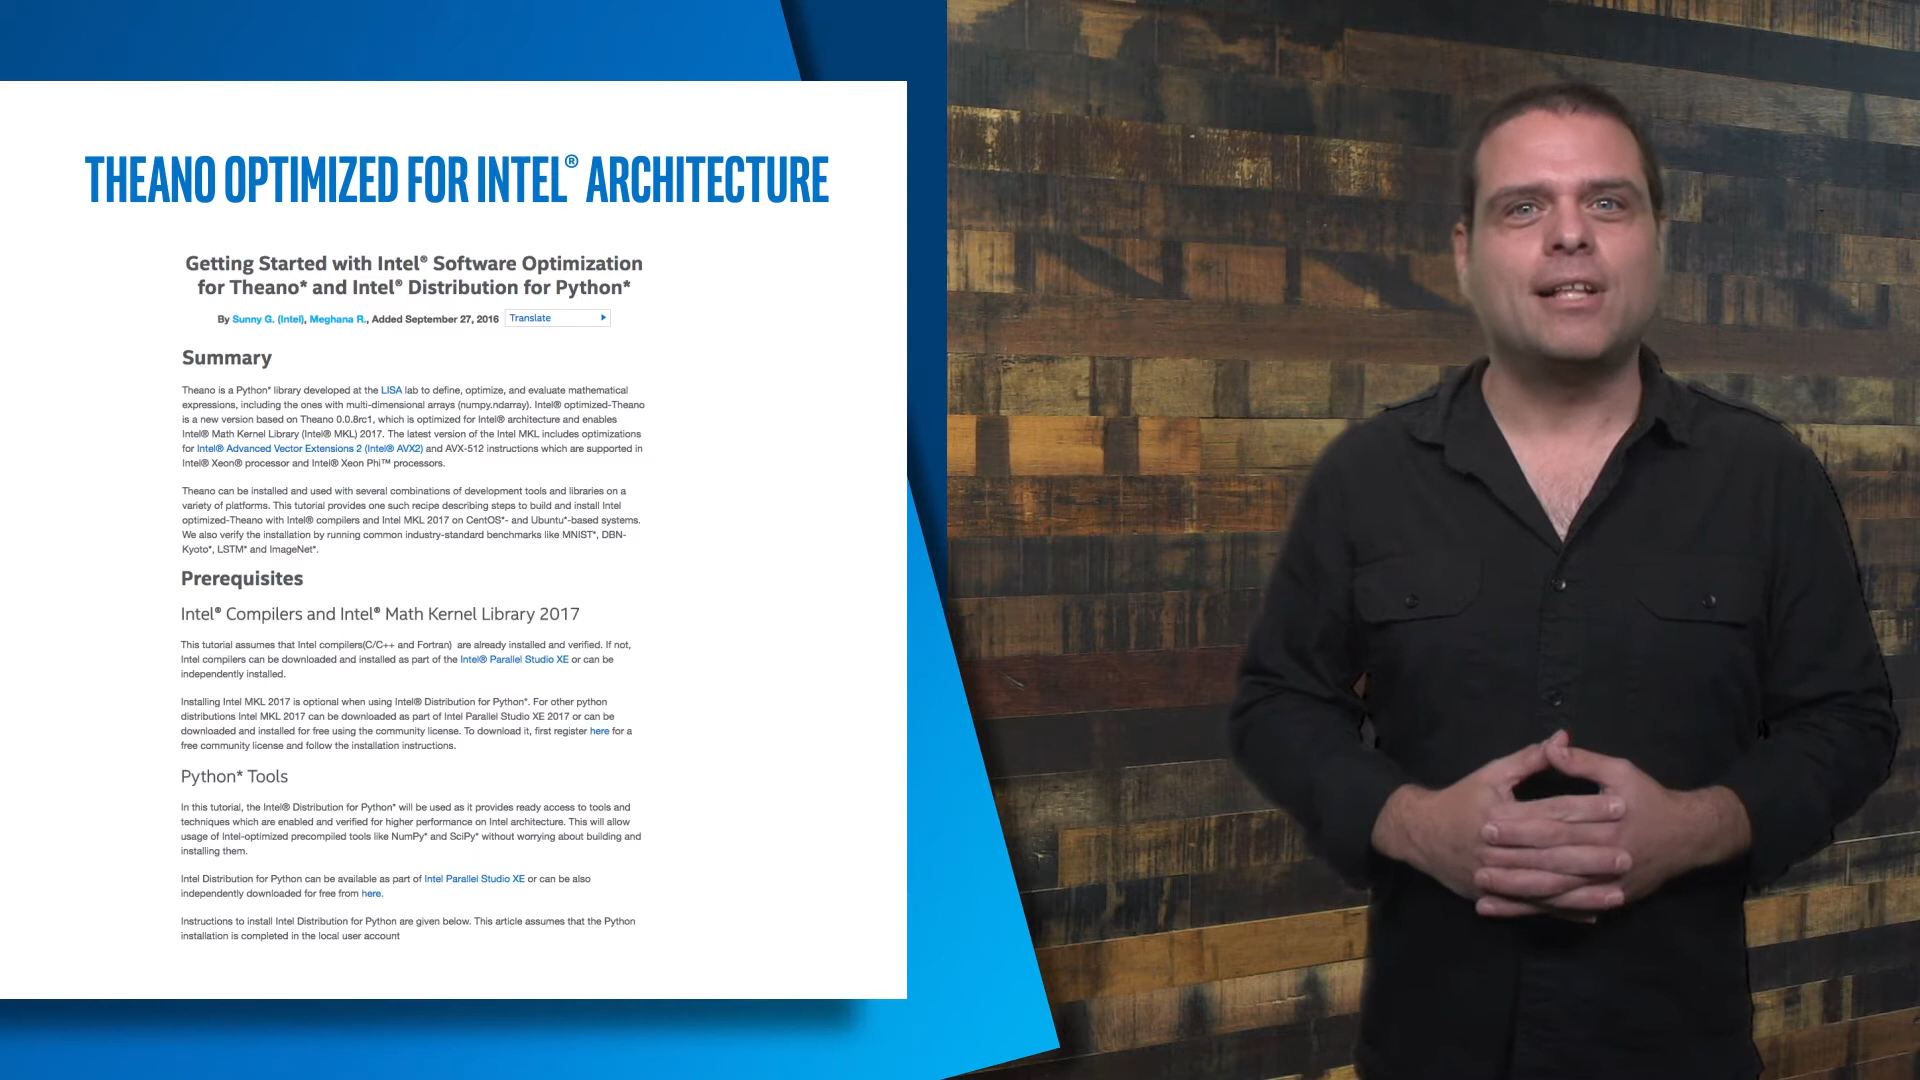 THEANO OPTIMIZED FOR INTEL® ARCHITECTURE
Getting Started with Intel® Software Optimization
for Theano* and Intel® Distribution for Python*
By Sunny G. (Intel), Meghana R., Added September 27, 2016 Translate
Summary
Theano is a Python* library developed at the LISA lab to define, optimize, and evaluate mathematical
expressions, including the ones with multi-dimensional arrays (numpy.ndarray). Intel® optimized-Theano
is a new version based on Theano 0.0.8rc1, which is optimized for Intel® architecture and enables
Intel® Math Kernel Library (Intel® MKL) 2017. The latest version of the Intel MKL includes optimizations
for Intel® Advanced Vector Extensions 2 (Intel® AVX2) and AVX-512 instructions which are supported in
Intel® Xeon® processor and Intel® Xeon Phi™ processors.
Theano can be installed and used with several combinations of development tools and libraries on a
variety of platforms. This tutorial provides one such recipe describing steps to build and install Intel
optimized-Theano with Intel® compilers and Intel MKL 2017 on CentOS*- and Ubuntu*-based systems.
We also verify the installation by running common industry-standard benchmarks like MNIST*, DBN-
Kyoto*, LSTM* and ImageNet*.
Prerequisites
Intel® Compilers and Intel® Math Kernel Library 2017
This tutorial assumes that Intel compilers(C/C++ and Fortran) are already installed and verified. If not,
Intel compilers can be downloaded and installed as part of the Intel® Parallel Studio XE or can be
independently installed.
Installing Intel MKL 2017 is optional when using Intel® Distribution for Python*. For other python
distributions Intel MKL 2017 can be downloaded as part of Intel Parallel Studio XE 2017 or can be
downloaded and installed for free using the community license. To download it, first register here for a
free community license and follow the installation instructions.
Python* Tools
In this tutorial, the Intel® Distribution for Python* will be used as it provides ready access to tools and
techniques which are enabled and verified for higher performance on Intel architecture. This will allow
usage of Intel-optimized precompiled tools like NumPy* and SciPy* without worrying about building and
installing them.
Intel Distribution for Python can be available as part of Intel Parallel Studio XE or can be also
independently downloaded for free from here.
Instructions to install Intel Distribution for Python are given below. This article assumes that the Python
installation is completed in the local user account